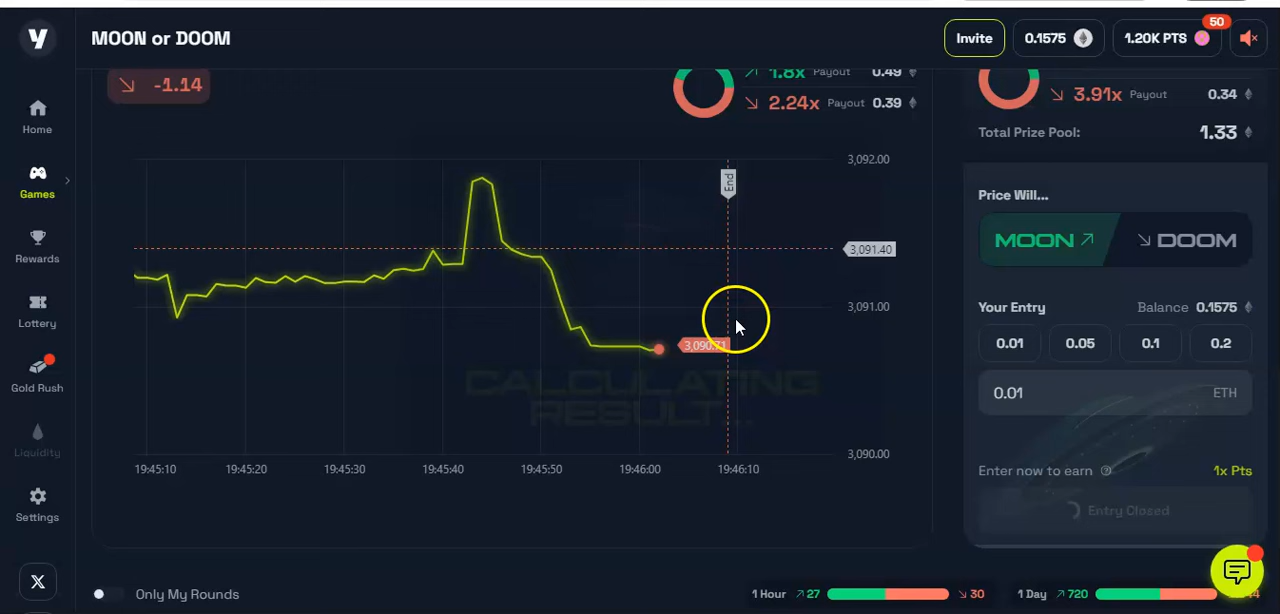 y
MOON or DOOM
Invite
0.1575
1.20K PTS
50
Home
Games
Rewards
Lottery
Gold Rush
Liquidity
Settings
X
-1.14
1.8x Payout 0.49
2.24x Payout 0.39
3,092.00
3,091.40
3,091.00
3,090.71
3,090.00
End
CALCULATING
RESULT...
19:45:10
19:45:20
19:45:30
19:45:40
19:45:50
19:46:00
19:46:10
3.91x Payout 0.34
Total Prize Pool: 1.33
Price Will...
MOON
DOOM
Your Entry
Balance 0.1575
0.01
0.05
0.1
0.2
0.01 ETH
Enter now to earn ?
1x Pts
Entry Closed
Only My Rounds
1 Hour 27 30
1 Day 720